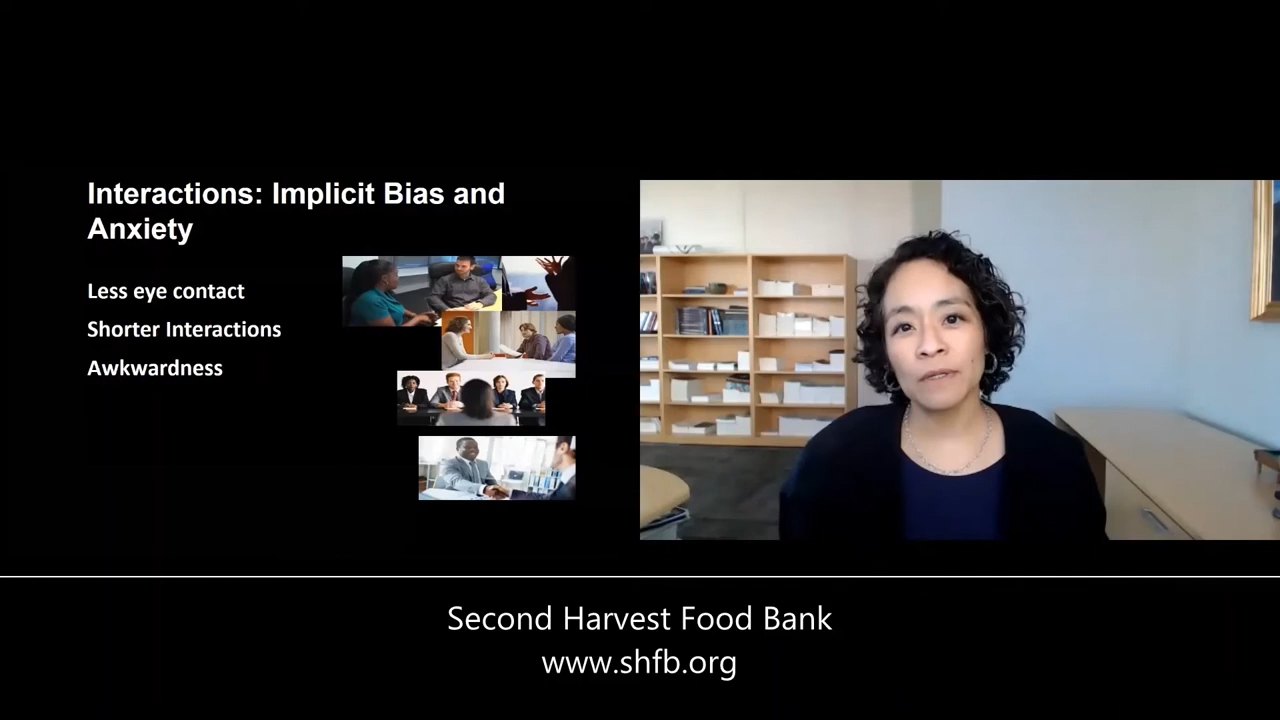 Interactions: Implicit Bias and
Anxiety
Less eye contact
Shorter Interactions
Awkwardness
Second Harvest Food Bank
www.shfb.org